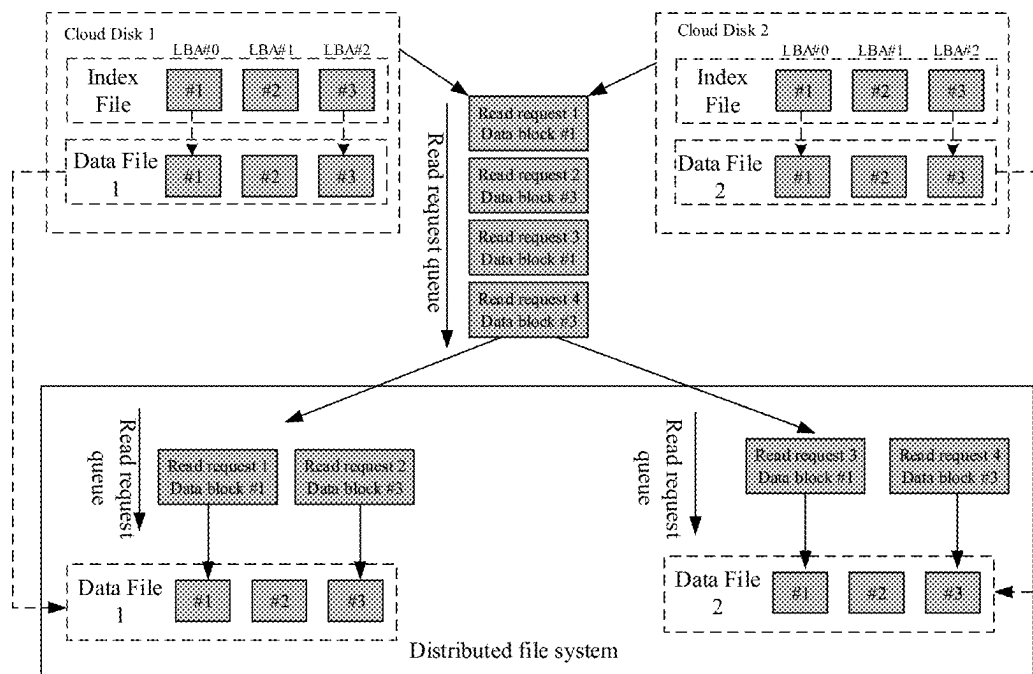 Cloud Disk 1
LBA#0 LBA#1 LBA#2
Index
File
#1 #2 #3
Data File
1
#1 #2 #3
Read request queue
Read request 1
Data block #1
Read request 2
Data block #3
Read request 3
Data block #1
Read request 4
Data block #3
Cloud Disk 2
LBA#0 LBA#1 LBA#2
Index
File
#1 #2 #3
Data File
2
#1 #2 #3
Read request
queue
Read request 1
Data block #1
Read request 2
Data block #3
Data File
1
#1 #2 #3
Read request
queue
Read request 3
Data block #1
Read request 4
Data block #3
Data File
2
#1 #2 #3
Distributed file system